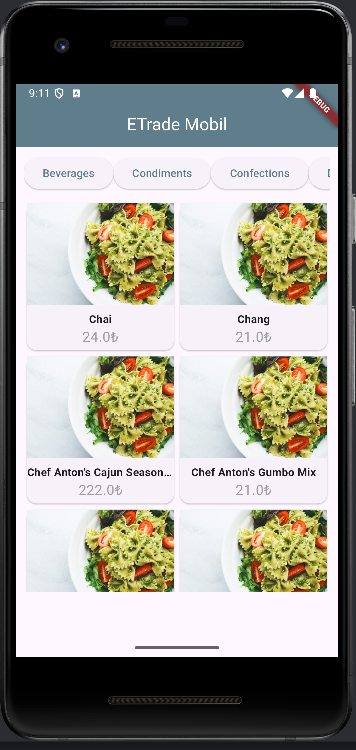 9:11
DEBUG
ETrade Mobil
Beverages Condiments Confections
Chai Chang
24.0₺ 21.0₺
Chef Anton's Cajun Season... Chef Anton's Gumbo Mix
222.0₺ 21.0₺